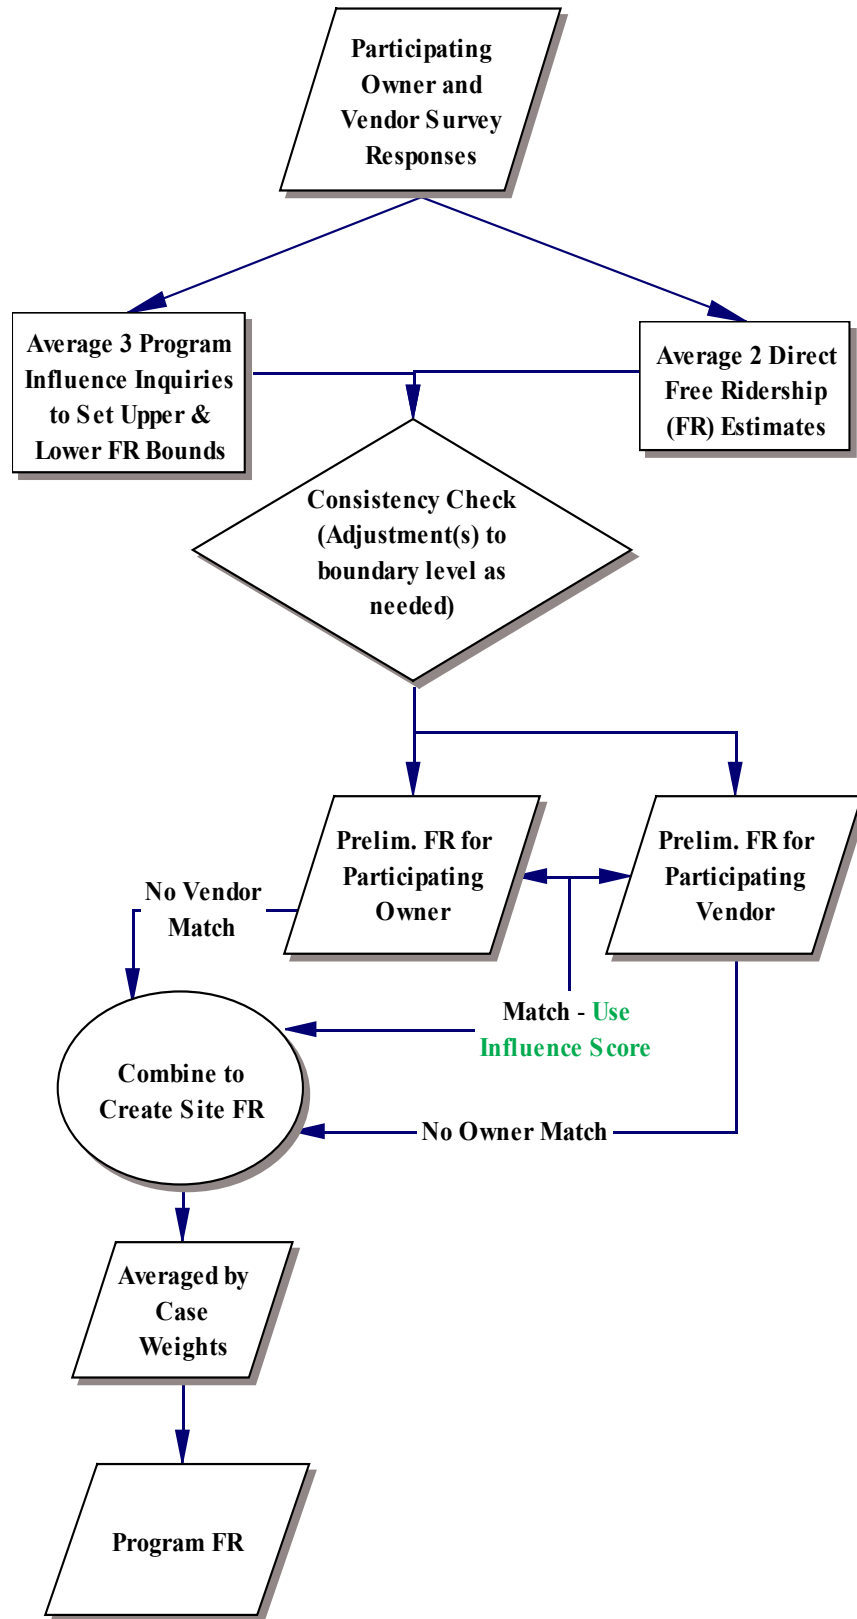 Participating
Owner and
Vendor Survey
Responses
Average 3 Program
Influence Inquiries
to Set Upper &
Lower FR Bounds
Average 2 Direct
Free Ridership
(FR) Estimates
Consistency Check
(Adjustment(s) to
boundary level as
needed)
Prelim. FR for
Participating
Owner
Prelim. FR for
Participating
Vendor
No Vendor
Match
Match - Use
Influence Score
Combine to
Create Site FR
No Owner Match
Averaged by
Case
Weights
Program FR